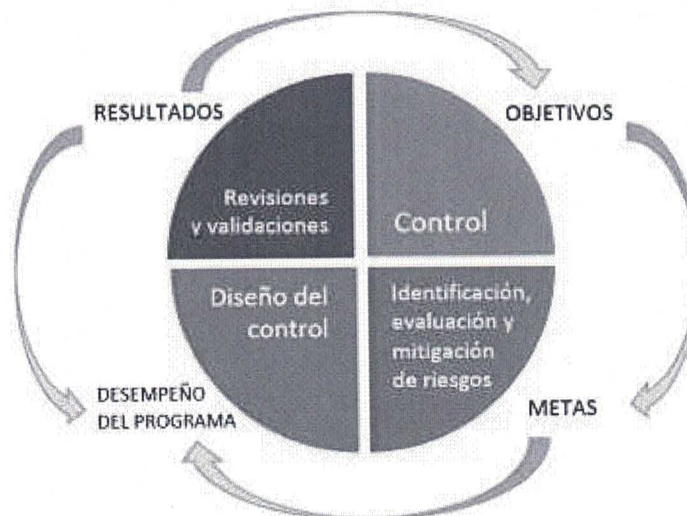 RESULTADOS
OBJETIVOS
Revisiones
y validaciones
Control
Diseño del
control
Identificación,
evaluación y
mitigación
de riesgos
DESEMPEÑO
DEL PROGRAMA
METAS